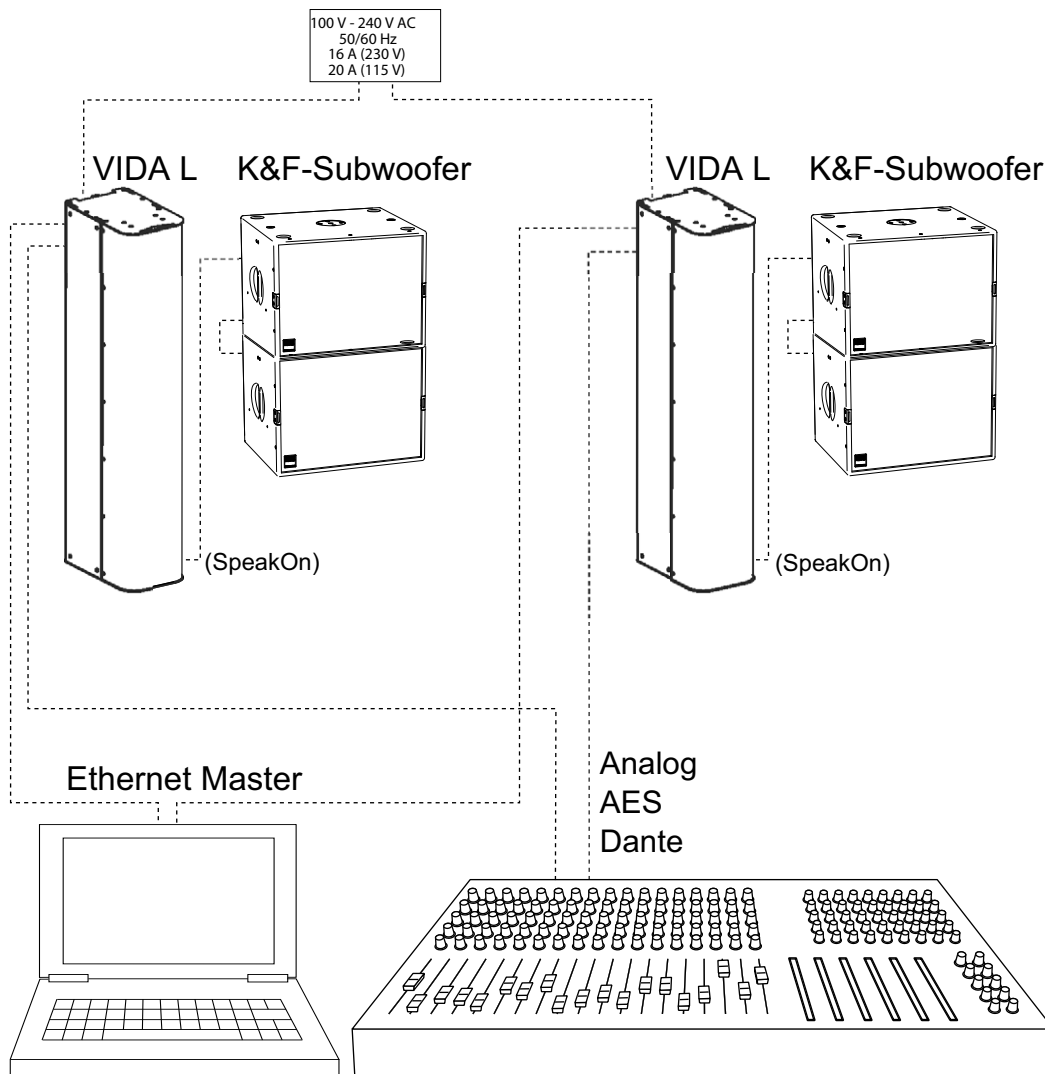 100 V - 240 V AC
50/60 Hz
16 A (230 V)
20 A (115 V)
VIDA L
K&F-Subwoofer
VIDA L
K&F-Subwoofer
(SpeakOn)
(SpeakOn)
Ethernet Master
Analog
AES
Dante